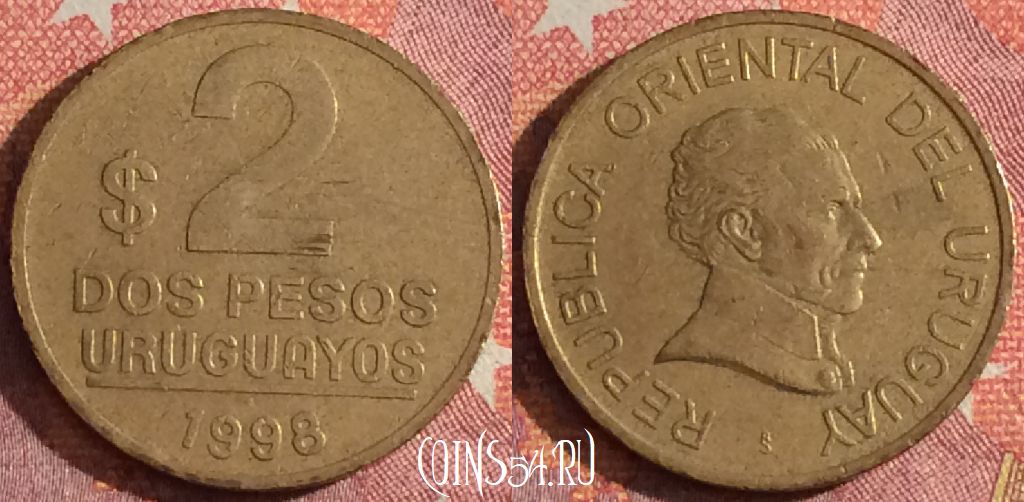 $ 2
DOS PESOS
URUGUAYOS
1998
REPUBLICA ORIENTAL DEL URUGUAY
S
COINS54.RU